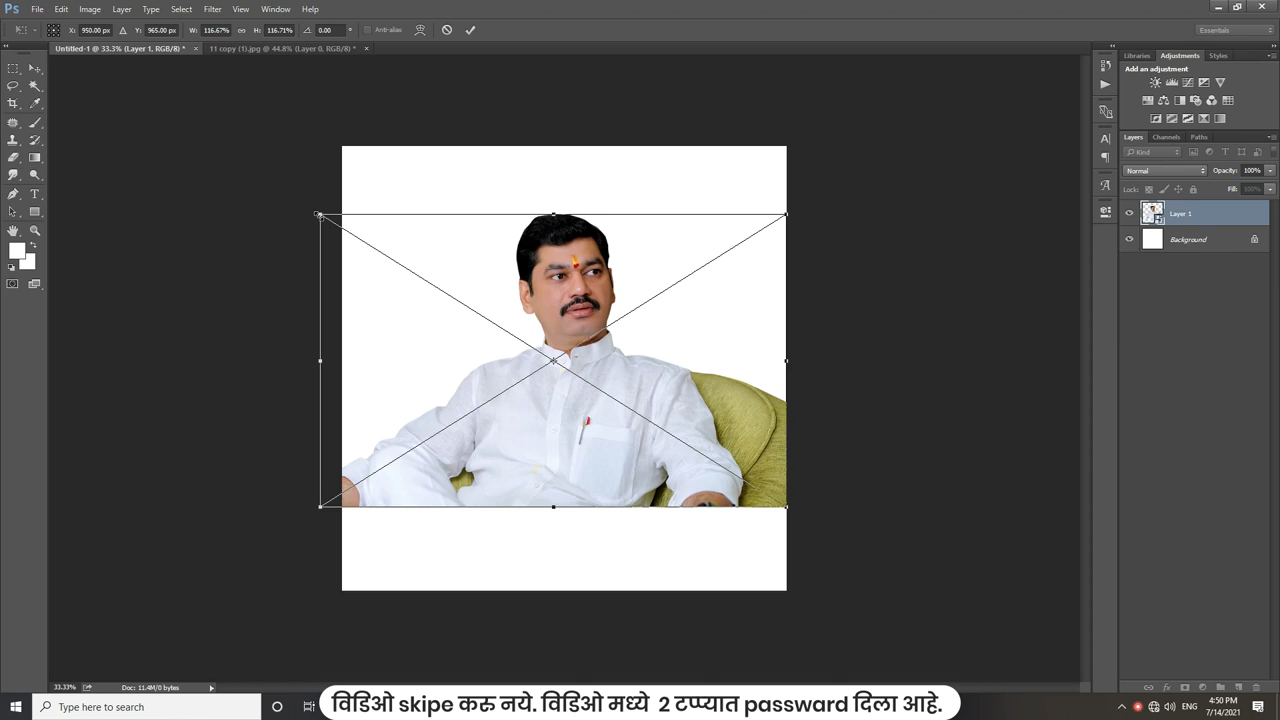 Ps File Edit Image Layer Type Select Filter View Window Help
X: 950.00 px Y: 965.00 px W: 116.67% H: 116.71% 0.00 ° Anti-alias Essentials
Untitled-1 @ 33.3% (Layer 1, RGB/8) * × 11 copy (1).jpg @ 44.8% (Layer 0, RGB/8) * ×
Libraries Adjustments Styles
Add an adjustment
Layers Channels Paths
Kind
Normal Opacity: 100%
Lock: Fill: 100%
Layer 1
Background
33.33% Doc: 11.4M/0 bytes
Type here to search
विडिओ skipe करु नये. विडिओ मध्ये 2 टप्प्यात passward दिला आहे.
ENG
4:50 PM
7/14/2021